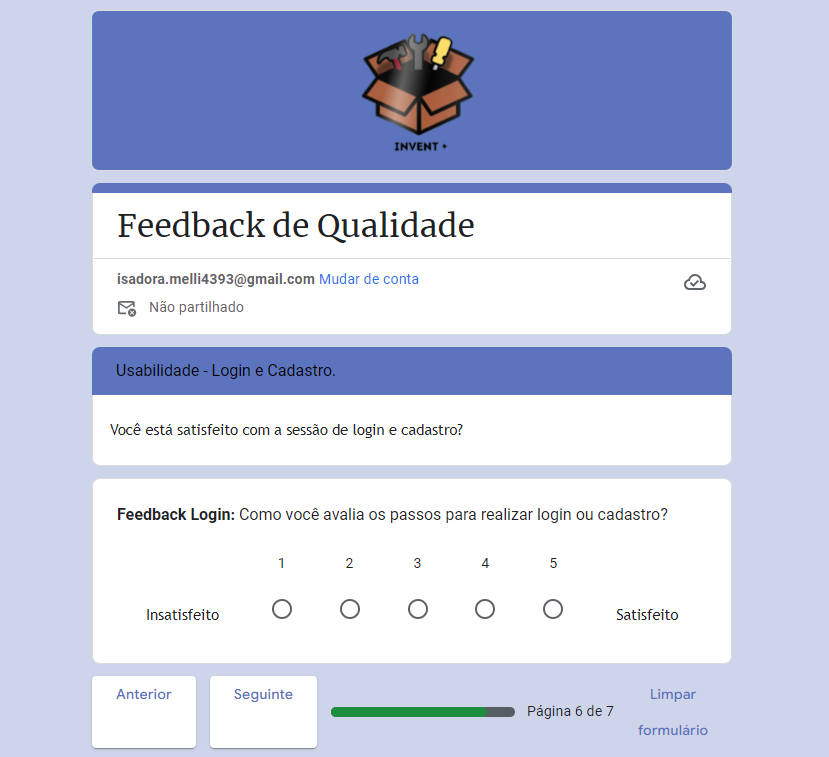 INVENT +
Feedback de Qualidade
isadora.melli4393@gmail.com Mudar de conta
Não partilhado
Usabilidade - Login e Cadastro.
Você está satisfeito com a sessão de login e cadastro?
Feedback Login: Como você avalia os passos para realizar login ou cadastro?
1 2 3 4 5
Insatisfeito Satisfeito
Anterior Seguinte Página 6 de 7 Limpar
formulário